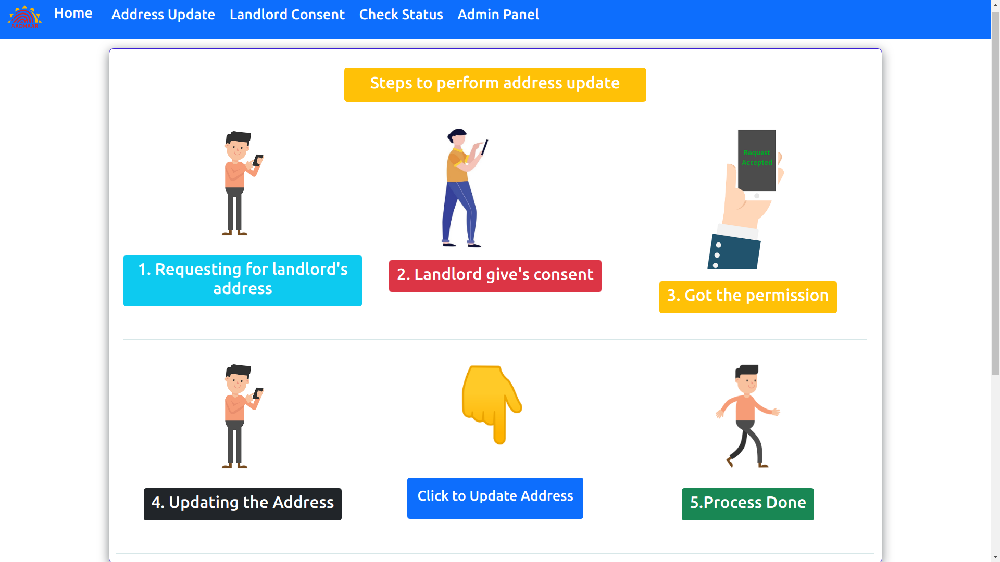 AADHAAR
Home Address Update Landlord Consent Check Status Admin Panel
Steps to perform address update
Request
Accepted
1. Requesting for landlord's
address
2. Landlord give's consent
3. Got the permission
4. Updating the Address
Click to Update Address
5.Process Done